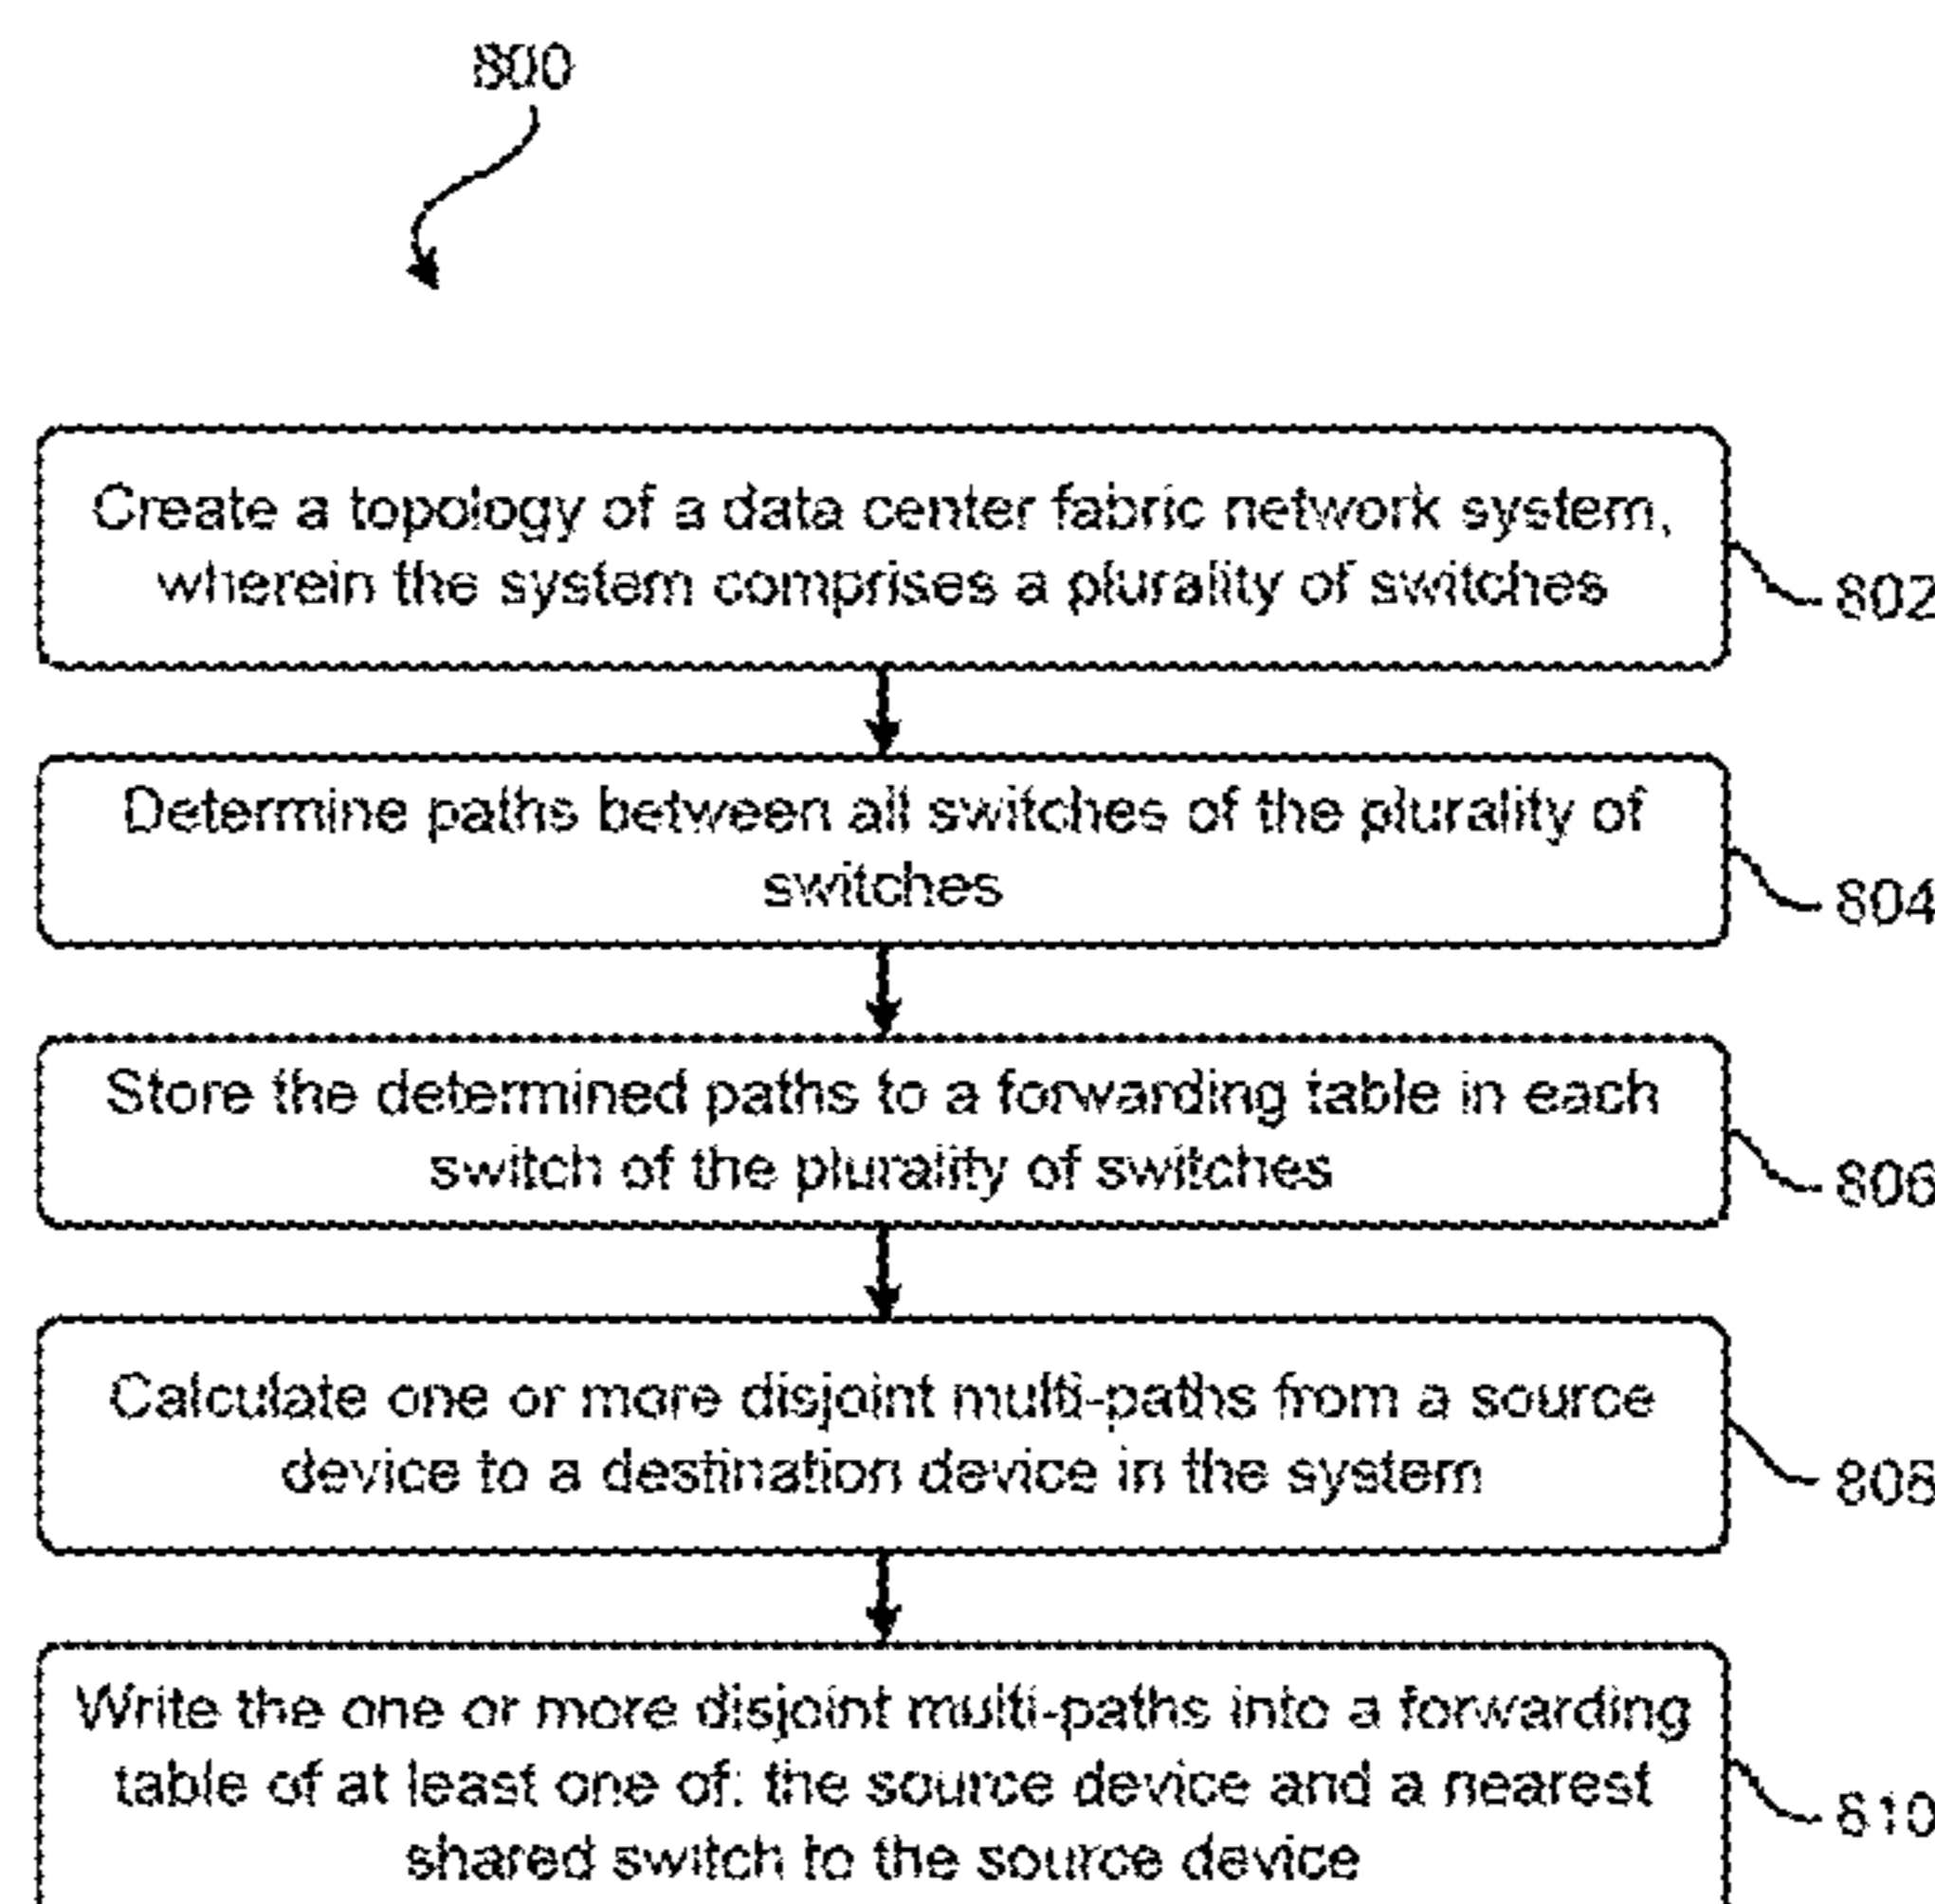 800
Create a topology of a data center fabric network system,
wherein the system comprises a plurality of switches
802
Determine paths between all switches of the plurality of
switches
804
Store the determined paths to a forwarding table in each
switch of the plurality of switches
806
Calculate one or more disjoint multi-paths from a source
device to a destination device in the system
808
Write the one or more disjoint multi-paths into a forwarding
table of at least one of: the source device and a nearest
shared switch to the source device
810